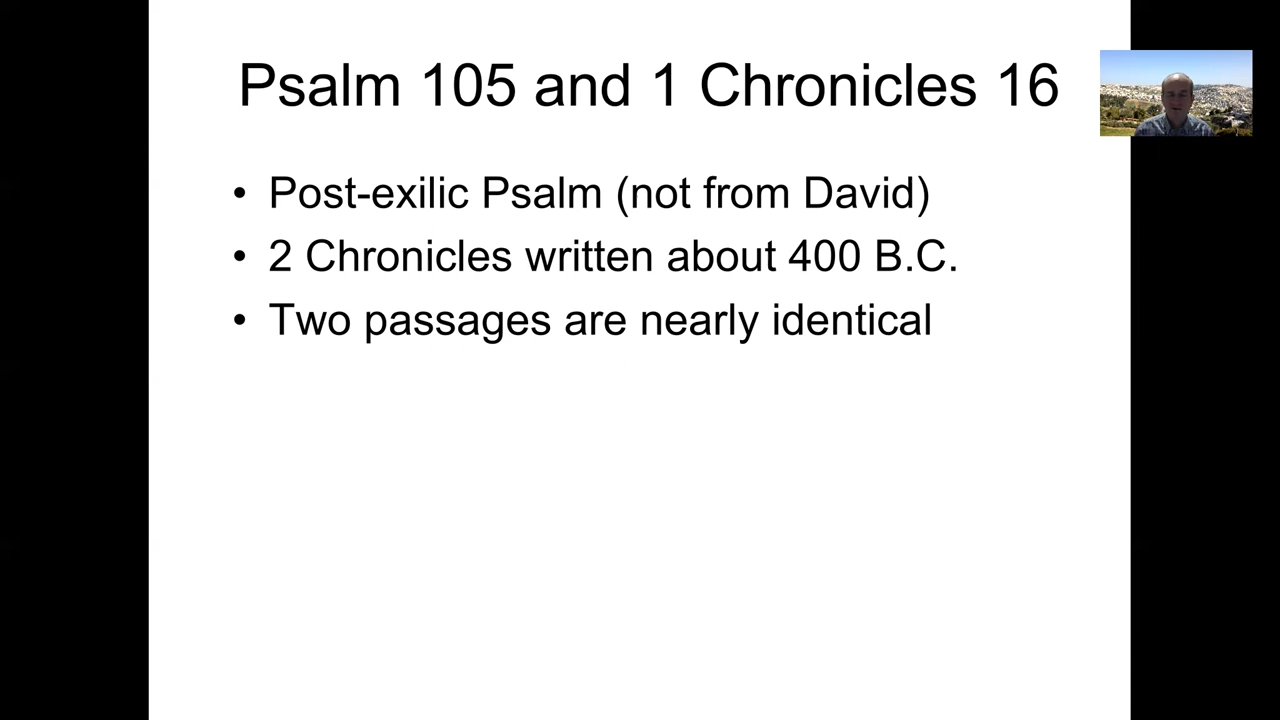 Psalm 105 and 1 Chronicles 16
• Post-exilic Psalm (not from David)
• 2 Chronicles written about 400 B.C.
• Two passages are nearly identical